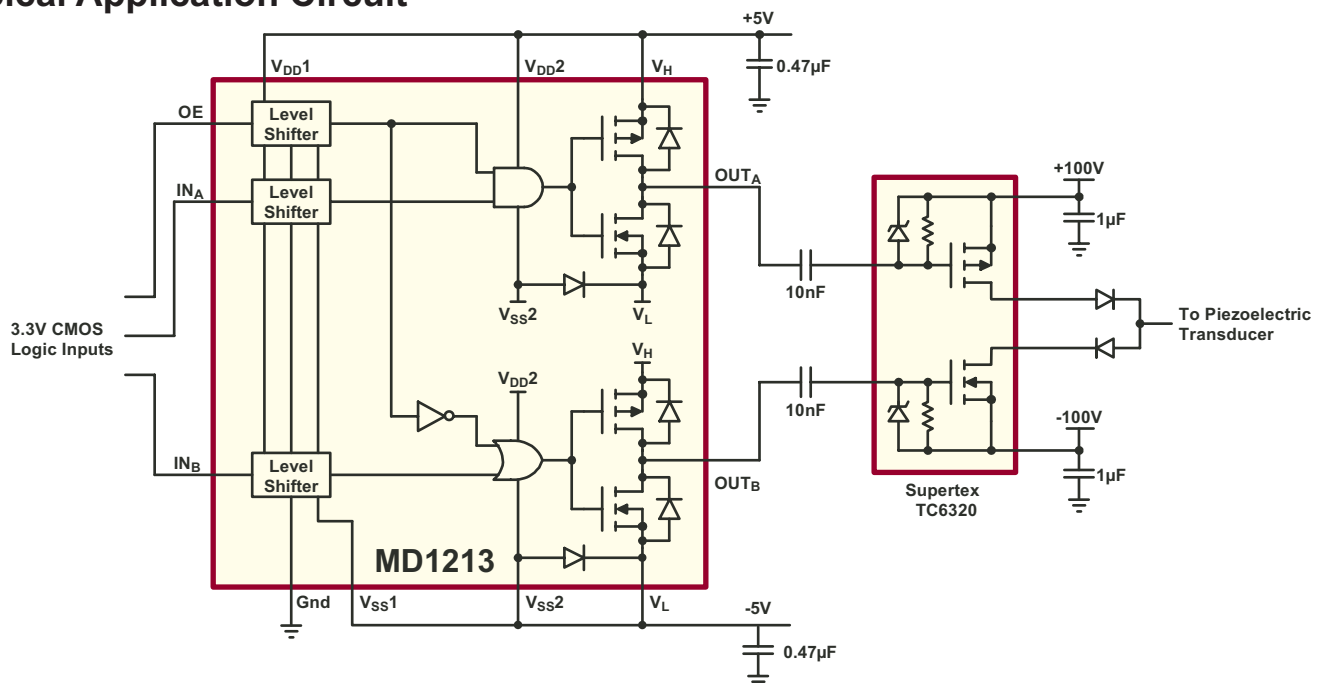 ical Application Circuit
+5V
0.47µF
VDD1
VDD2
VH
OE
Level
Shifter
INA
Level
Shifter
OUTA
+100V
1µF
10nF
VSS2
VL
3.3V CMOS
Logic Inputs
To Piezoelectric
Transducer
VH
VDD2
10nF
-100V
1µF
INB
Level
Shifter
OUTB
Supertex
TC6320
MD1213
Gnd
VSS1
VSS2
VL
-5V
0.47µF